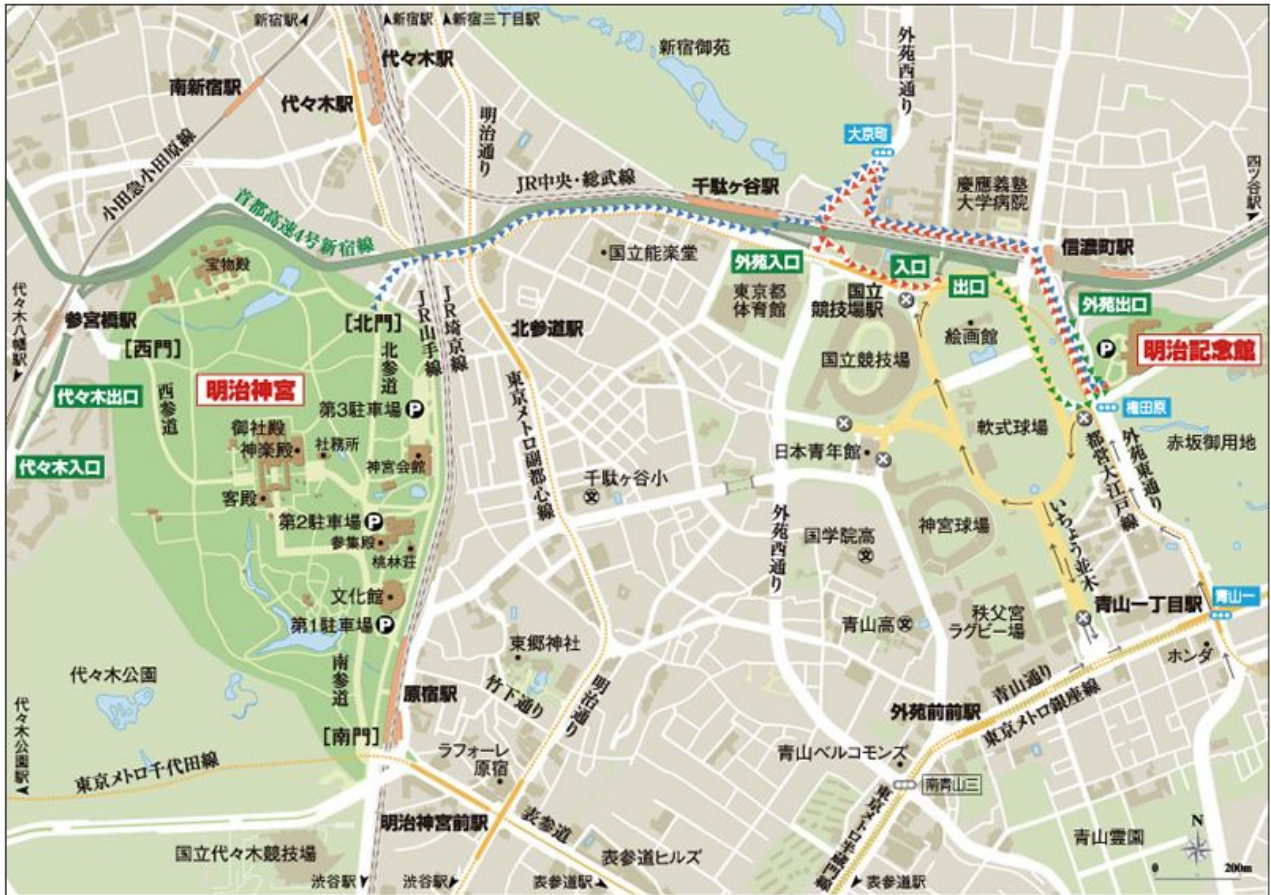 新宿駅
新宿駅
新宿三丁目駅
代々木駅
新宿御苑
外苑西通り
南新宿駅
代々木駅
明治通り
大京町
小田急小田原線
JR中央・総武線
千駄ヶ谷駅
慶應義塾
大学病院
四ツ谷駅
首都高速4号新宿線
宝物殿
国立能楽堂
外苑入口
入口
信濃町駅
代々木八幡駅
参宮橋駅
[北門]
JR山手線
JR埼京線
北参道駅
東京都
体育館
国立
競技場駅
出口
外苑出口
[西門]
北参道
国立競技場
絵画館
P
明治記念館
代々木出口
西参道
明治神宮
第3駐車場 P
東京メトロ副都心線
軟式球場
権田原
御社殿
神楽殿
社務所
神宮会館
日本青年館
都営大江戸線
外苑東通り
赤坂御用地
代々木入口
客殿
千駄ヶ谷小
文
第2駐車場 P
参集殿
桃林荘
外苑西通り
国学院高
文
神宮球場
いちょう並木
文化館
第1駐車場 P
青山高 文
秩父宮
ラグビー場
青山一丁目駅
青山一
東郷神社
ホンダ
代々木公園
南参道
原宿駅
竹下通り
明治通り
外苑前前駅
青山通り
東京メトロ銀座線
代々木公園駅
[南門]
ラフォーレ
原宿
青山ベルコモンズ
東京メトロ千代田線
南青山三
明治神宮前駅
表参道
東京メトロ半蔵門線
青山霊園
N
国立代々木競技場
表参道ヒルズ
0 200m
渋谷駅
渋谷駅
表参道駅
表参道駅